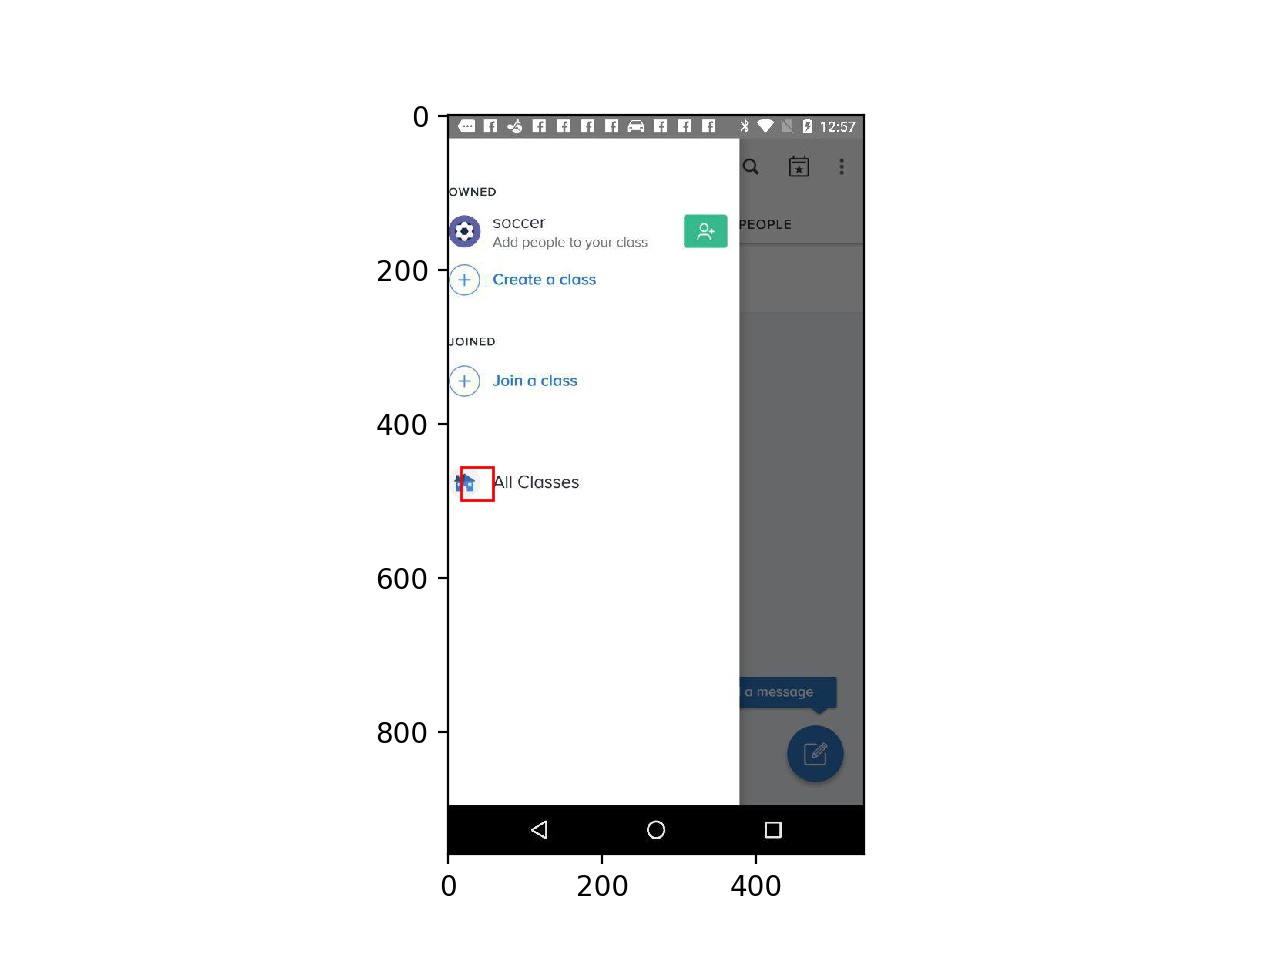 0
200
400
600
800
0
200
400
12:57
OWNED
soccer
Add people to your class
Create a class
JOINED
Join a class
All Classes
PEOPLE
a message